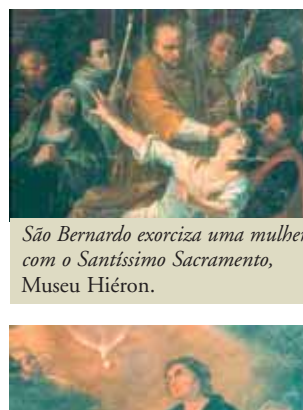 São Bernardo exorciza uma mulher
com o Santíssimo Sacramento,
Museu Hiéron.